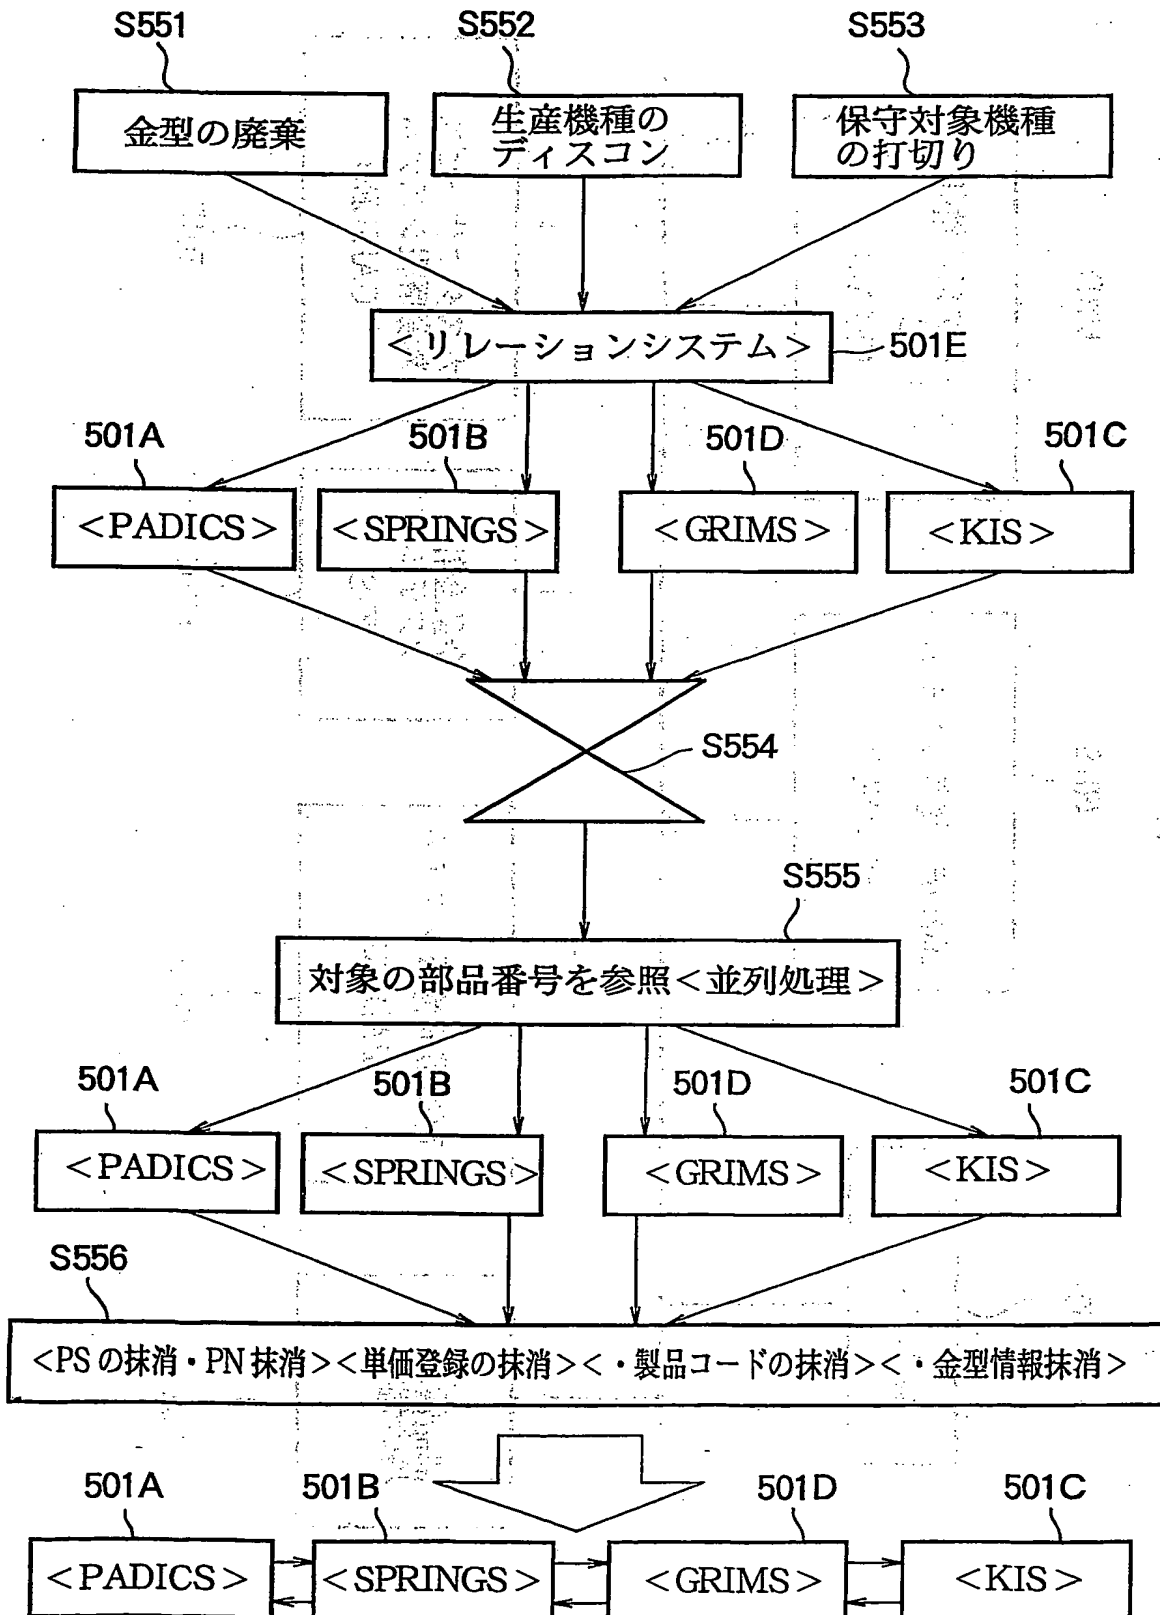 S551
S552
S553
金型の廃棄
生産機種の
ディスコン
保守対象機種
の打切り
<リレーションシステム>
501E
501A
501B
501D
501C
<PADICS>
<SPRINGS>
<GRIMS>
<KIS>
S554
S555
対象の部品番号を参照<並列処理>
501A
501B
501D
501C
<PADICS>
<SPRINGS>
<GRIMS>
<KIS>
S556
<PSの抹消・PN抹消><単価登録の抹消><・製品コードの抹消><・金型情報抹消>
501A
501B
501D
501C
<PADICS>
<SPRINGS>
<GRIMS>
<KIS>